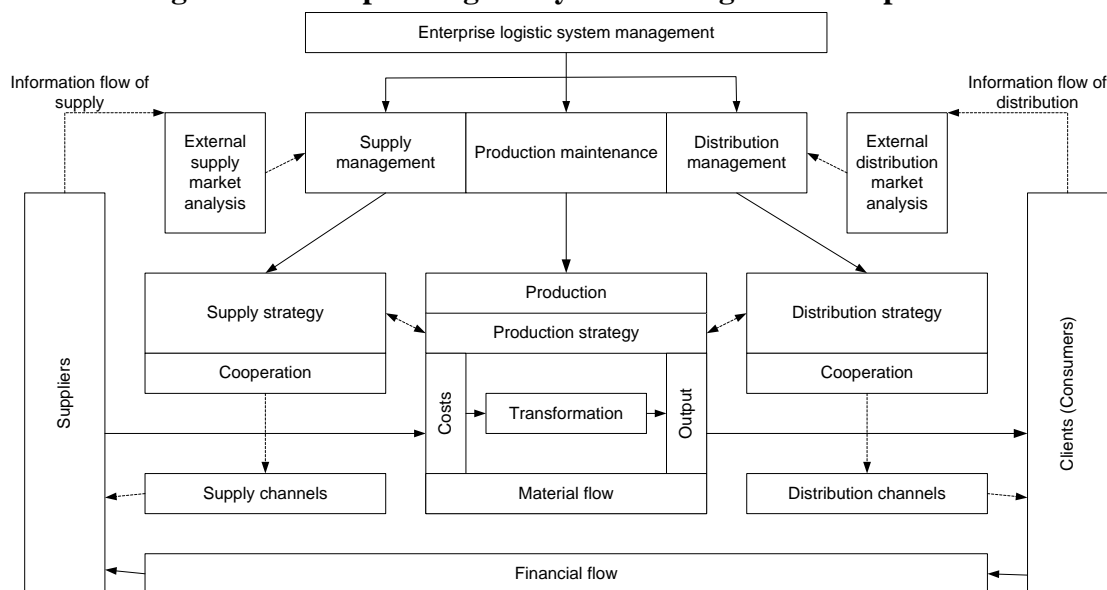 Enterprise logistic system management
Information flow of
supply
Information flow of
distribution
External
supply
market
analysis
Supply
management
Production maintenance
Distribution
management
External
distribution
market
analysis
Suppliers
Supply strategy
Cooperation
Production
Production strategy
Costs
Transformation
Output
Material flow
Distribution strategy
Cooperation
Clients (Consumers)
Supply channels
Distribution channels
Financial flow